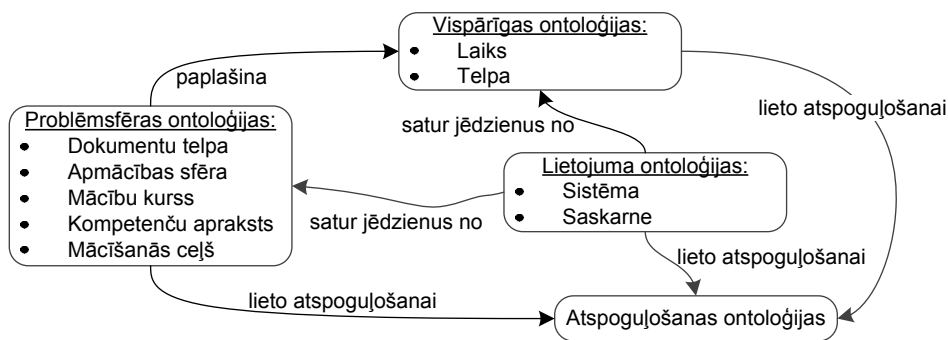 Vispārīgas ontoloģijas:
• Laiks
• Telpa
paplašina
lieto atspoguļošanai
Problēmsfēras ontoloģijas:
• Dokumentu telpa
• Apmācības sfēra
• Mācību kurss
• Kompetenču apraksts
• Mācīšanās ceļš
satur jēdzienus no
Lietojuma ontoloģijas:
• Sistēma
• Saskarne
satur jēdzienus no
lieto atspoguļošanai
lieto atspoguļošanai
Atspoguļošanas ontoloģijas